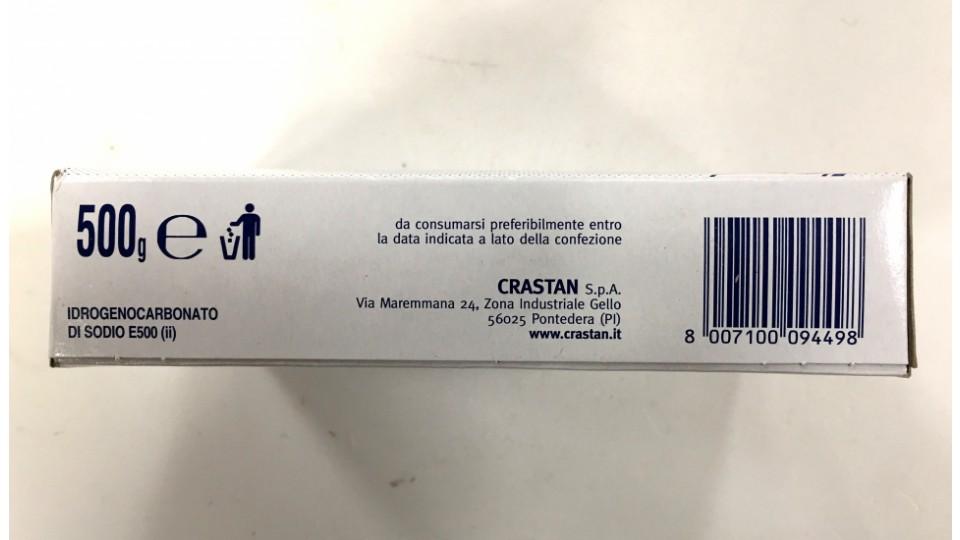 500g e
IDROGENOCARBONATO
DI SODIO E500 (ii)
da consumarsi preferibilmente entro
la data indicata a lato della confezione
CRASTAN S.p.A.
Via Maremmana 24, Zona Industriale Gello
56025 Pontedera (PI)
www.crastan.it
8 007100 094498